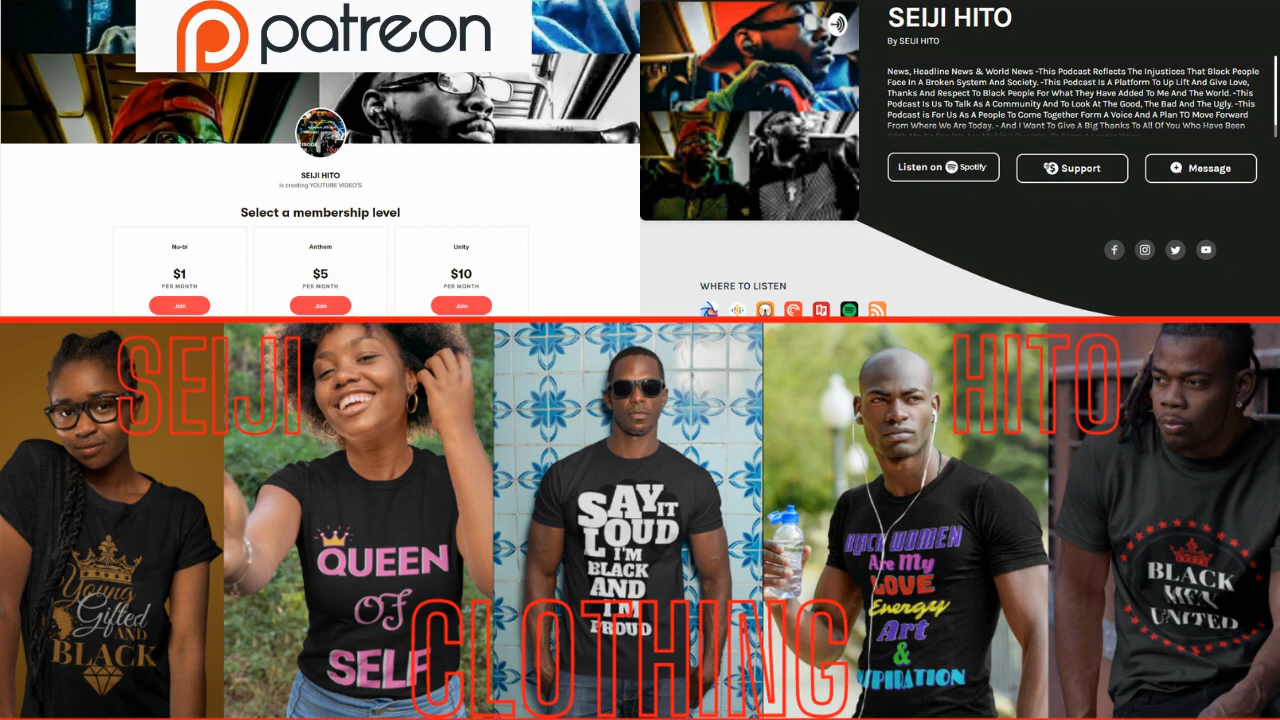 patreon
SEIJI HITO
is creating YOUTUBE VIDEO'S
Select a membership level
Nu-bi
$1
PER MONTH
Join
Anthem
$5
PER MONTH
Join
Unity
$10
PER MONTH
Join
SEIJI HITO
By SEIJI HITO
News, Headline News & World News -This Podcast Reflects The Injustices That Black People
Face In A Broken System And Society. -This Podcast Is A Platform To Up Lift And Give Love,
Thanks And Respect To Black People For What They Have Added To Me And The World. -This
Podcast Is Us To Talk As A Community And To Look At The Good, The Bad And The Ugly. -This
Podcast is For Us As A People To Come Together Form A Voice And A Plan TO Move Forward
From Where We Are Today. - And I Want To Give A Big Thanks To All Of You Who Have Been
Listen on Spotify
Support
Message
WHERE TO LISTEN
SEIJI HITO
CLOTHING
Young
Gifted
AND
BLACK
QUEEN
OF
SELF
SAY IT
LOUD
I'M
BLACK
AND
I'M
PROUD
BLACK WOMEN
Are My
LOVE
Energy
Art
&
INSPIRATION
BLACK
MEN
UNITED